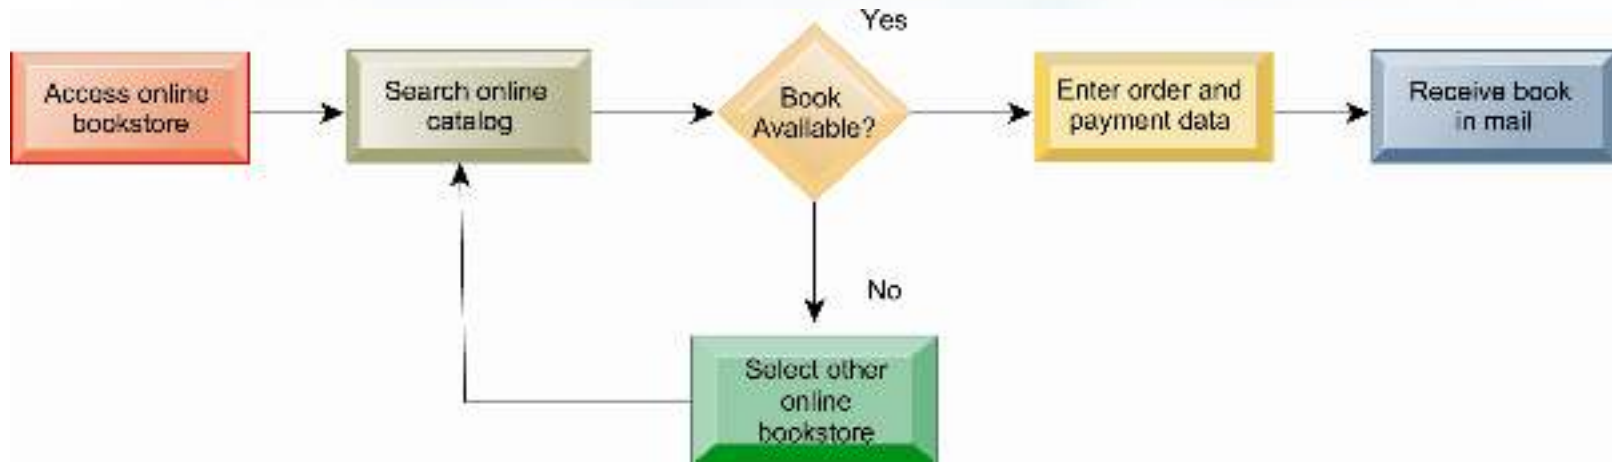 Yes
Access online
bookstore
Search online
catalog
Book
Available?
Enter order and
payment data
Receive book
in mail
No
Select other
online
bookstore